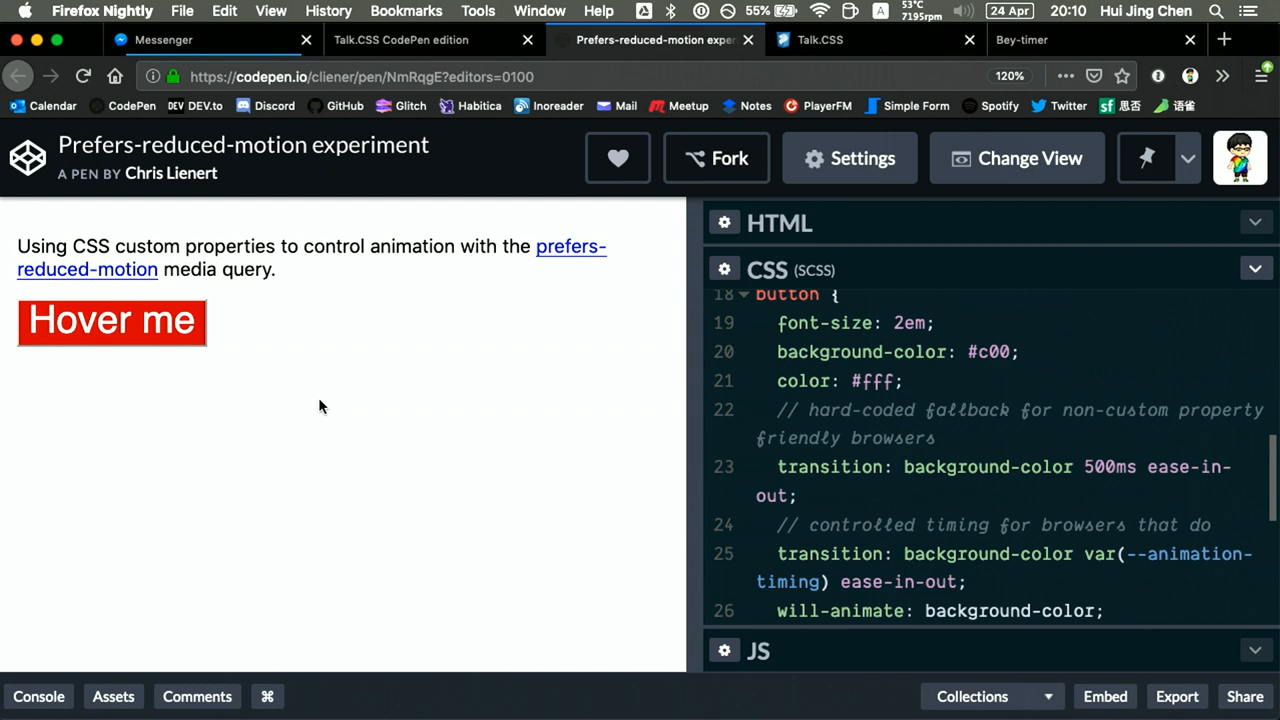 Firefox Nightly File Edit View History Bookmarks Tools Window Help 55% A 53°C 7195rpm 24 Apr 20:10 Hui Jing Chen
Messenger Talk.CSS CodePen edition Prefers-reduced-motion exper Talk.CSS Bey-timer
https://codepen.io/cliener/pen/NmRqgE?editors=0100 120%
Calendar CodePen DEV.to Discord GitHub Glitch Habitica Inoreader Mail Meetup Notes PlayerFM Simple Form Spotify Twitter 思否 语雀
Prefers-reduced-motion experiment
A PEN BY Chris Lienert
Fork Settings Change View
Using CSS custom properties to control animation with the prefers-
reduced-motion media query.
Hover me
HTML
CSS (SCSS)
18 button {
19 font-size: 2em;
20 background-color: #c00;
21 color: #fff;
22 // hard-coded fallback for non-custom property
friendly browsers
23 transition: background-color 500ms ease-in-
out;
24 // controlled timing for browsers that do
25 transition: background-color var(--animation-
timing) ease-in-out;
26 will-animate: background-color;
JS
Console Assets Comments ⌘ Collections Embed Export Share